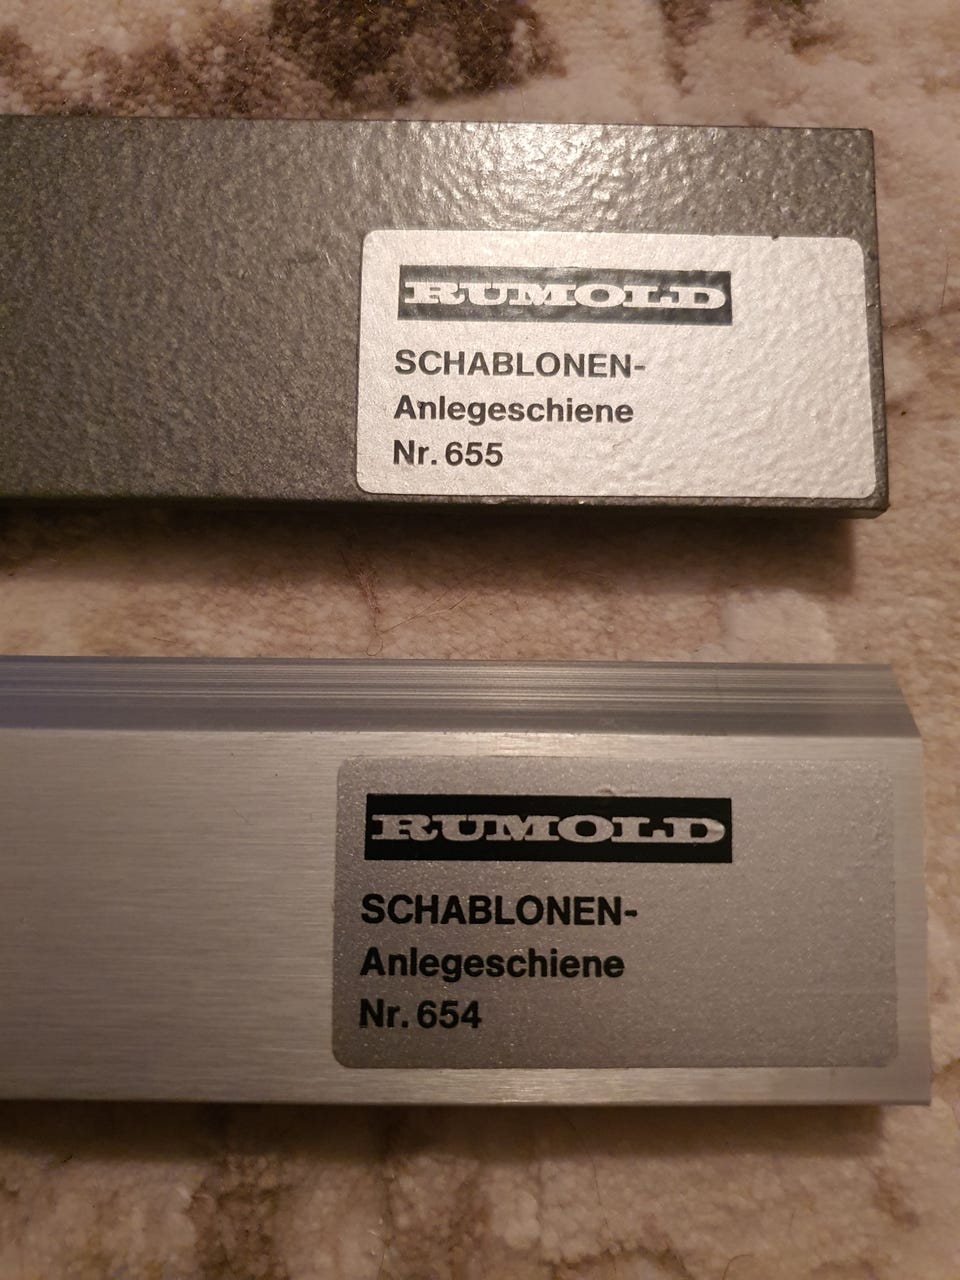 RUMOLD
SCHABLONEN-
Anlegeschiene
Nr. 655
RUMOLD
SCHABLONEN-
Anlegeschiene
Nr. 654